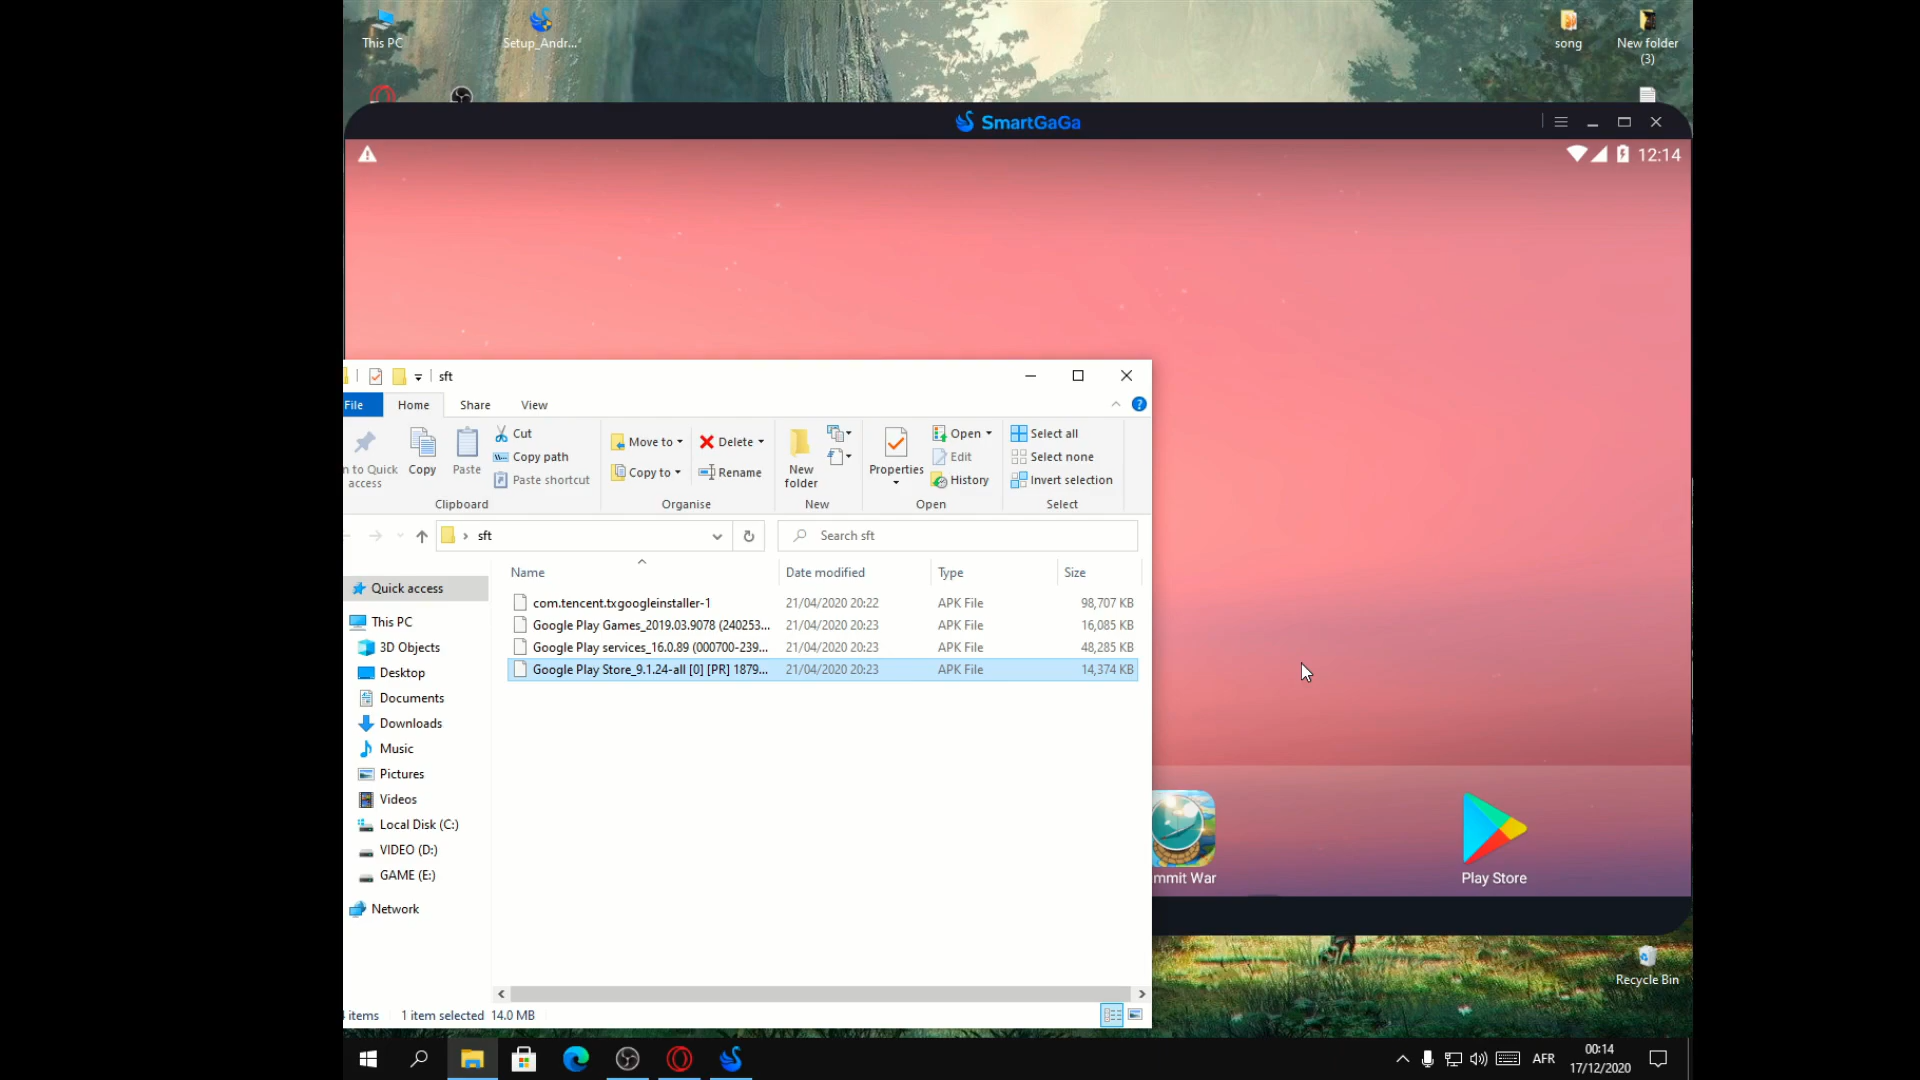 This PC
Setup_Andr...
song
New folder
(3)
SmartGaGa
12:14
sft
File
Home
Share
View
Cut
Copy path
Paste shortcut
n to Quick
access
Copy
Paste
Clipboard
Move to
Copy to
Delete
Rename
Organise
New
folder
New
Properties
Open
Edit
History
Open
Select all
Select none
Invert selection
Select
sft
Search sft
Name
Date modified
Type
Size
com.tencent.txgoogleinstaller-1
21/04/2020 20:22
APK File
98,707 KB
Google Play Games_2019.03.9078 (240253...
21/04/2020 20:23
APK File
16,085 KB
Google Play services_16.0.89 (000700-239...
21/04/2020 20:23
APK File
48,285 KB
Google Play Store_9.1.24-all [0] [PR] 1879...
21/04/2020 20:23
APK File
14,374 KB
Quick access
This PC
3D Objects
Desktop
Documents
Downloads
Music
Pictures
Videos
Local Disk (C:)
VIDEO (D:)
GAME (E:)
Network
items
1 item selected
14.0 MB
mmit War
Play Store
Recycle Bin
AFR
00:14
17/12/2020